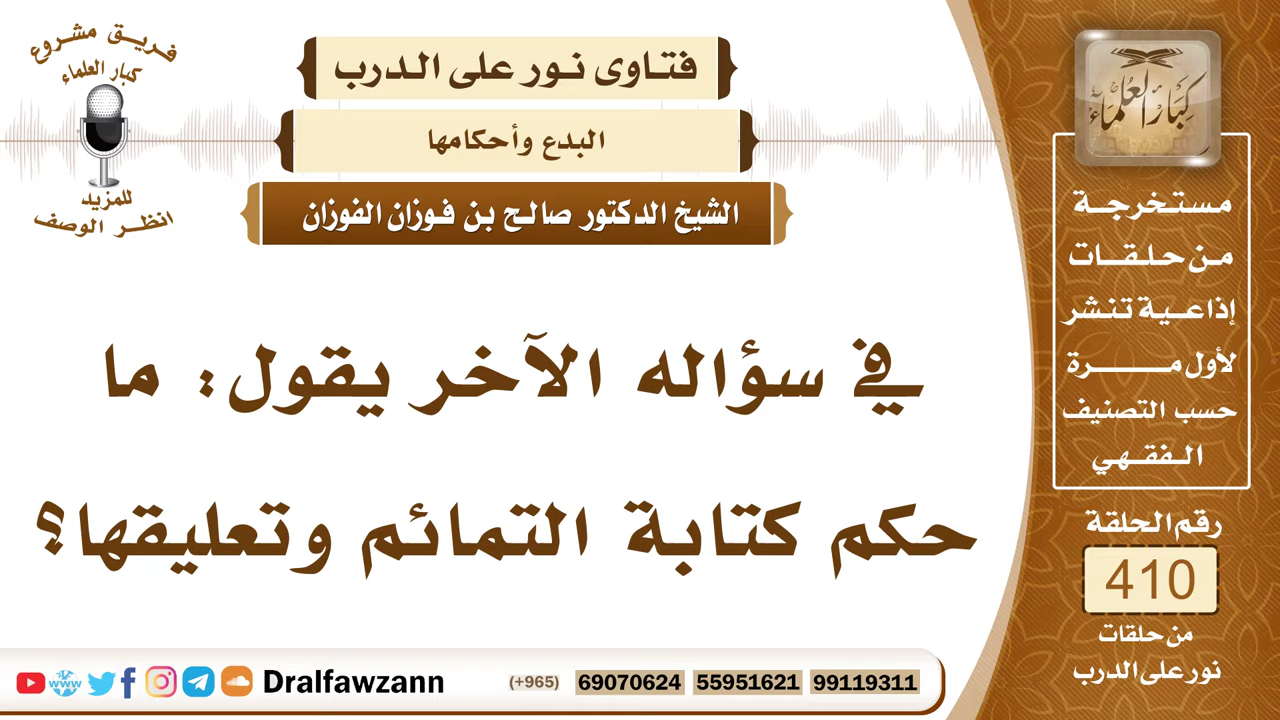 فريق مشروع
كبار العلماء
للمزيد
انظر الوصف
فتاوى نور على الدرب
البدع وأحكامها
الشيخ الدكتور صالح بن فوزان الفوزان
في سؤاله الآخر يقول: ما
حكم كتابة التمائم وتعليقها؟
كبار العلماء
مستخرجة
من حلقات
إذاعية تنشر
لأول مرة
حسب التصنيف
الفقهي
رقم الحلقة
410
من حلقات
نور على الدرب
www Dralfawzann (+965) 69070624 55951621 99119311